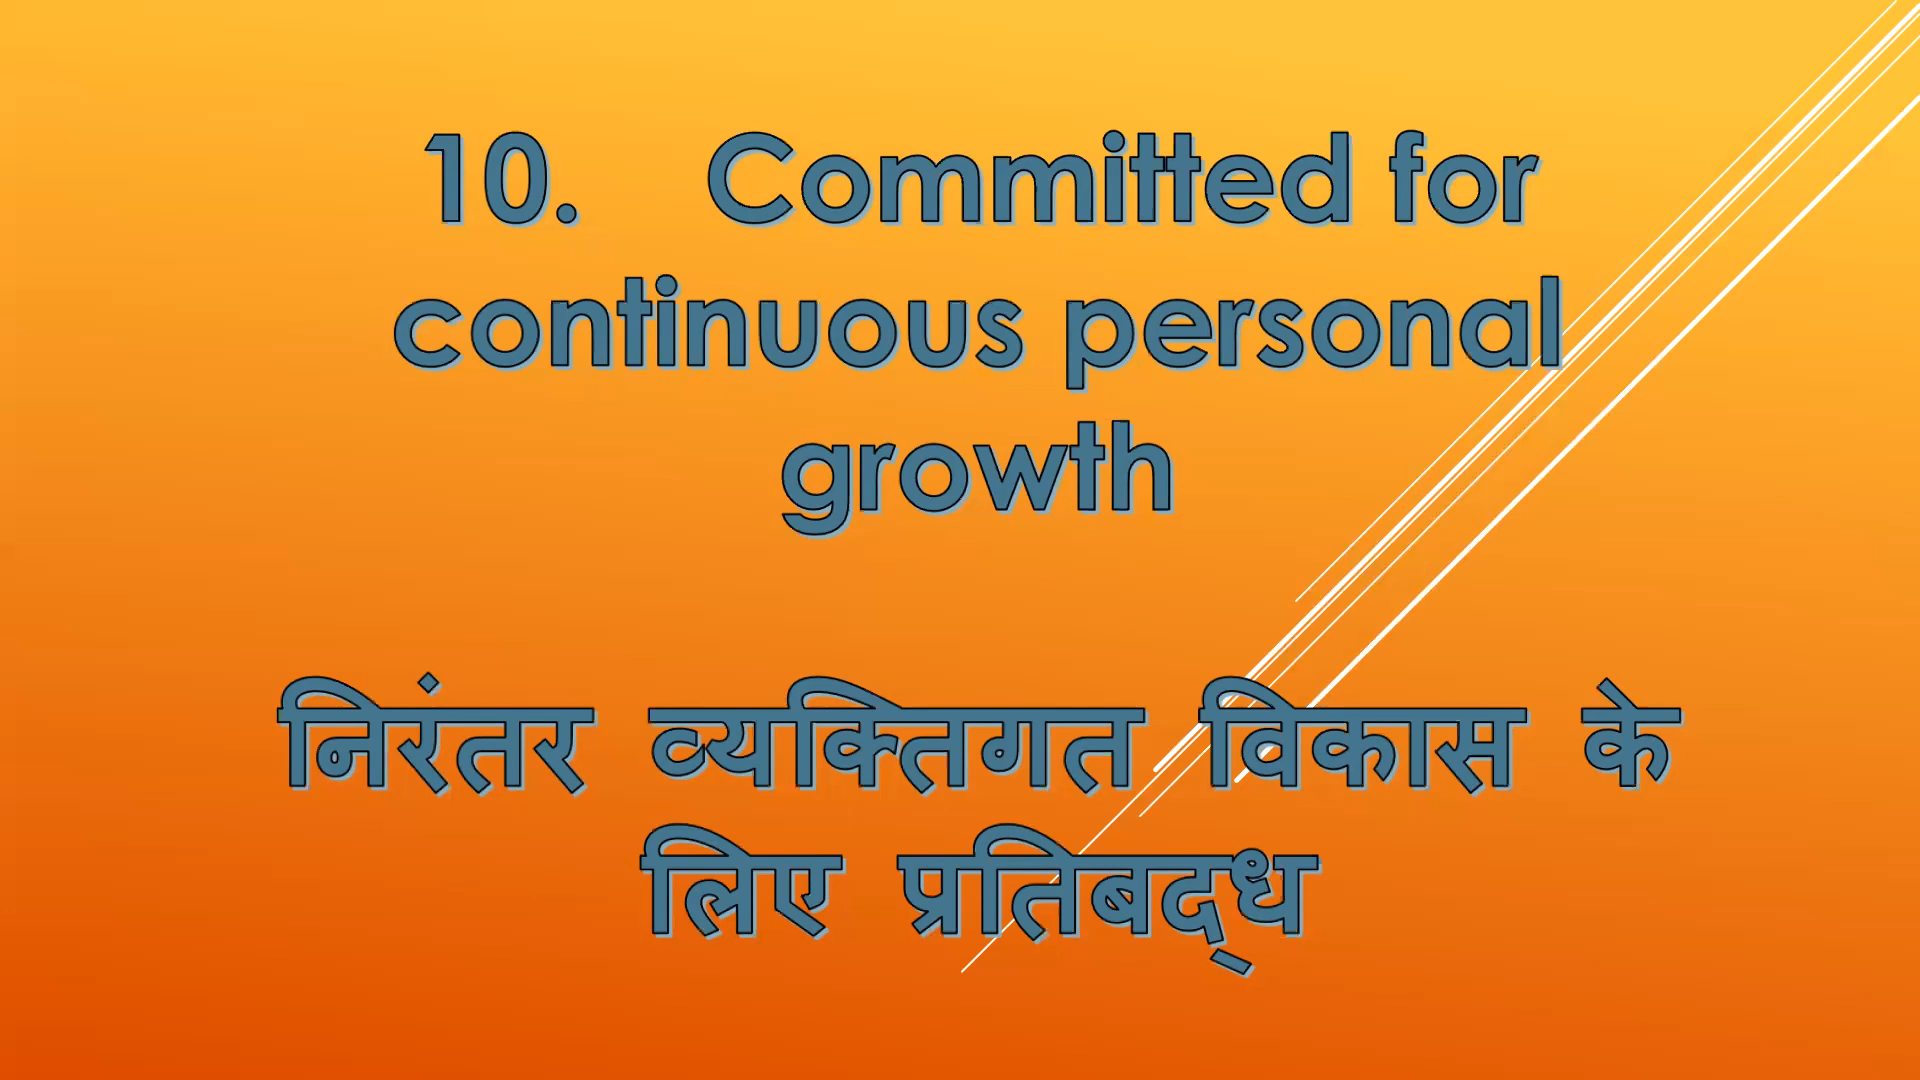 10. Committed for
continuous personal
growth
निरंतर व्यक्तिगत विकास के
लिए प्रतिबद्‌ध